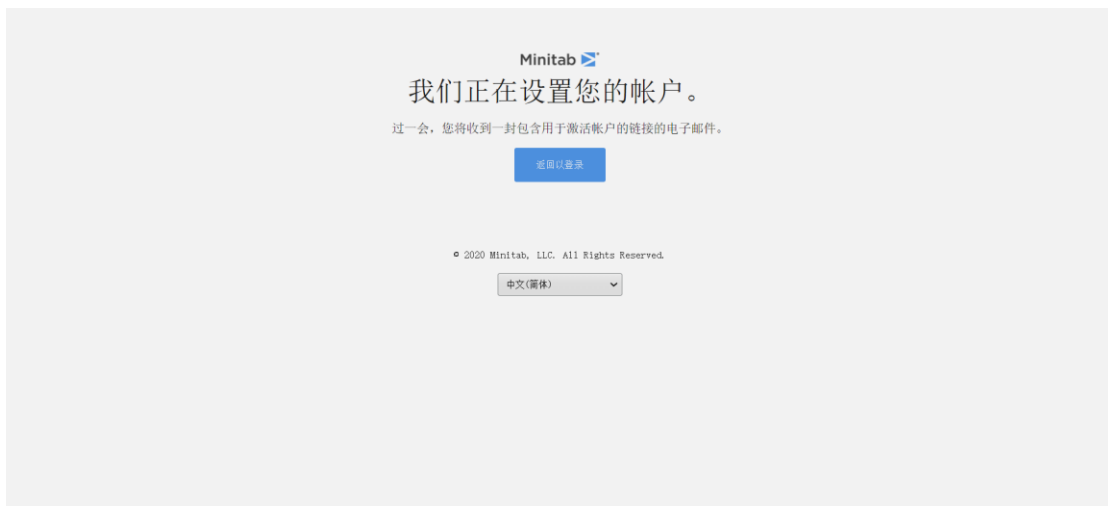 Minitab
我们正在设置您的帐户。
过一会，您将收到一封包含用于激活帐户的链接的电子邮件。
返回以登录
© 2020 Minitab, LLC. All Rights Reserved.
中文(简体)